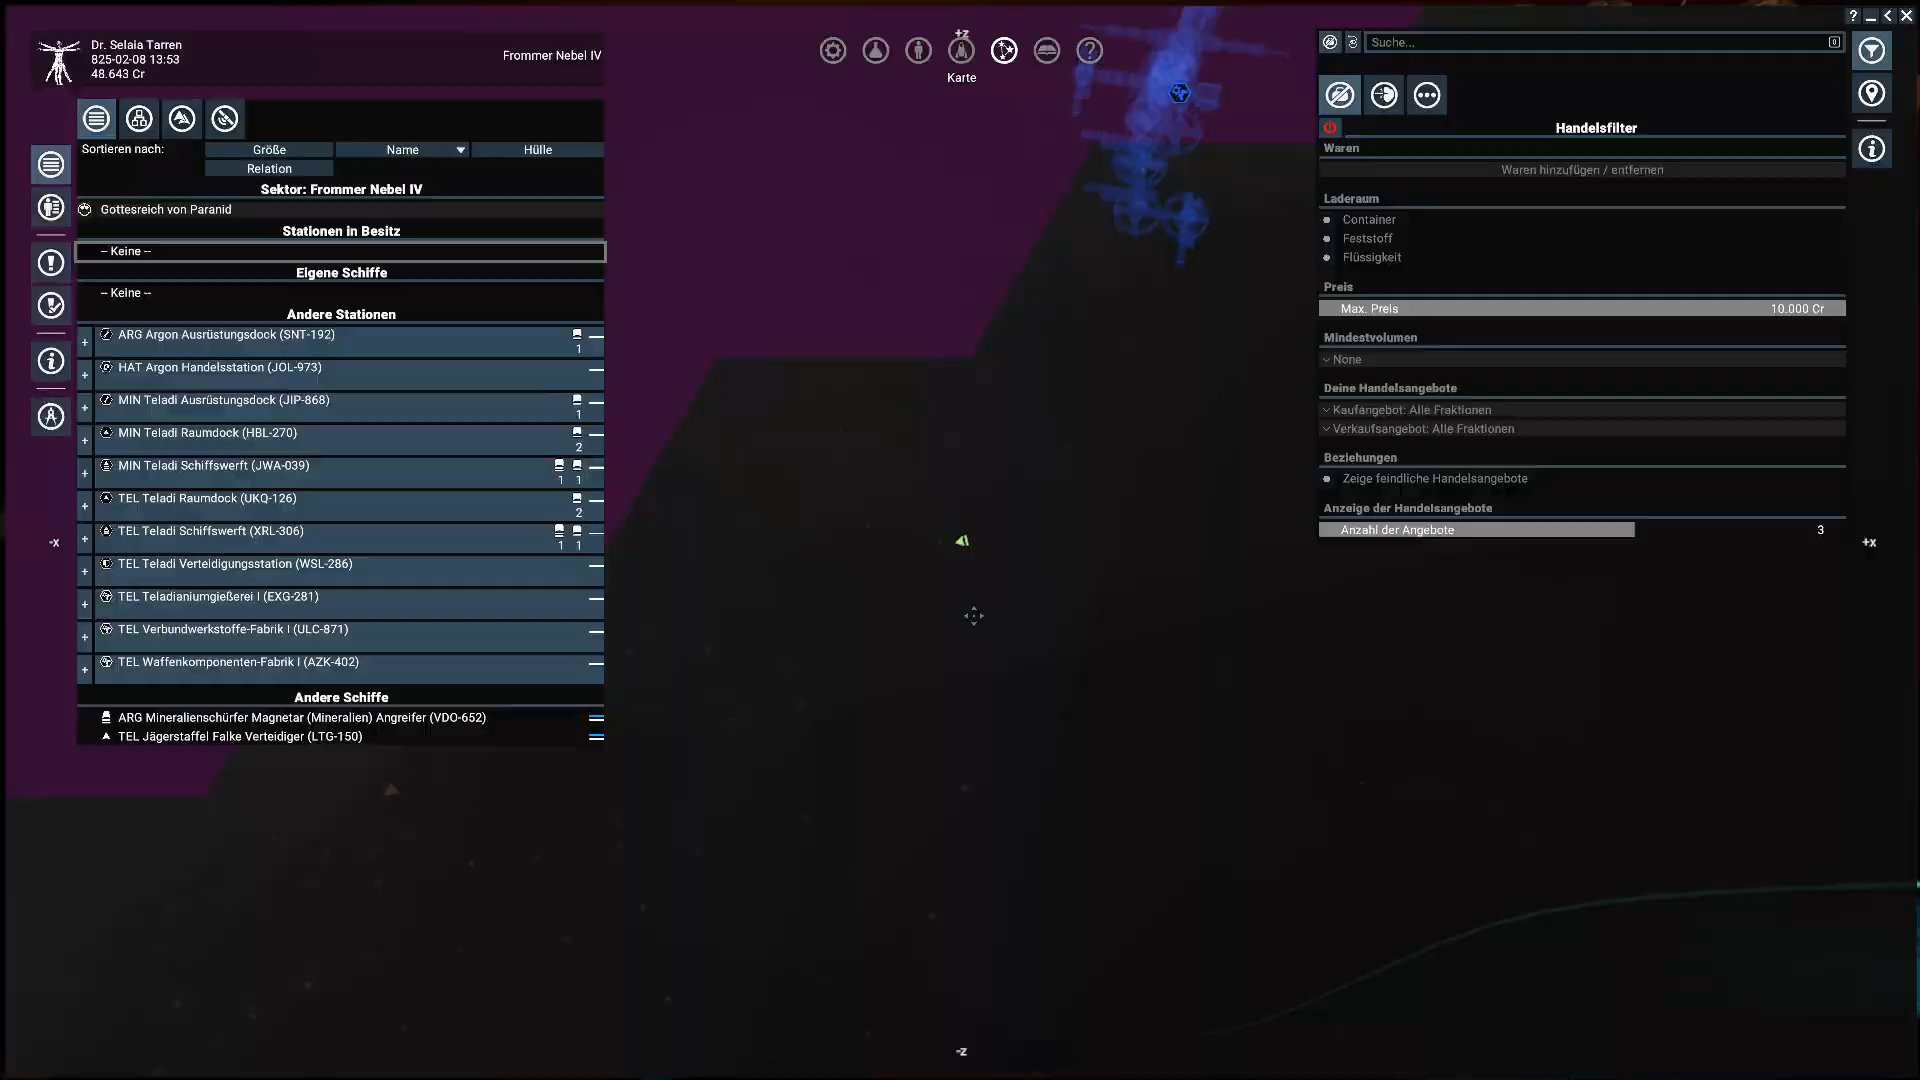 Dr. Selaia Tarren
825-02-08 13:53
48.643 Cr
Frommer Nebel IV
+z
Karte
Sortieren nach:
Größe
Name
Hülle
Relation
Sektor: Frommer Nebel IV
Gottesreich von Paranid
Stationen in Besitz
-- Keine --
Eigene Schiffe
-- Keine --
Andere Stationen
ARG Argon Ausrüstungsdock (SNT-192)
1
HAT Argon Handelsstation (JOL-973)
MIN Teladi Ausrüstungsdock (JIP-868)
1
MIN Teladi Raumdock (HBL-270)
2
MIN Teladi Schiffswerft (JWA-039)
1 1
TEL Teladi Raumdock (UKQ-126)
2
TEL Teladi Schiffswerft (XRL-306)
1 1
TEL Teladi Verteidigungsstation (WSL-286)
TEL Teladianiumgießerei I (EXG-281)
TEL Verbundwerkstoffe-Fabrik I (ULC-871)
TEL Waffenkomponenten-Fabrik I (AZK-402)
Andere Schiffe
ARG Mineralienschürfer Magnetar (Mineralien) Angreifer (VDO-652)
TEL Jägerstaffel Falke Verteidiger (LTG-150)
-x
+x
-z
Suche...
Handelsfilter
Waren
Waren hinzufügen / entfernen
Laderaum
Container
Feststoff
Flüssigkeit
Preis
Max. Preis 10.000 Cr
Mindestvolumen
None
Deine Handelsangebote
Kaufangebot: Alle Fraktionen
Verkaufsangebot: Alle Fraktionen
Beziehungen
Zeige feindliche Handelsangebote
Anzeige der Handelsangebote
Anzahl der Angebote 3